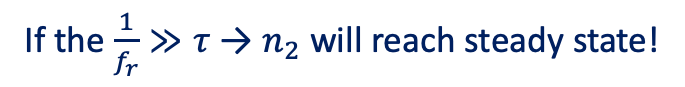 If the 1/f_r ≫ τ → n₂ will reach steady state!